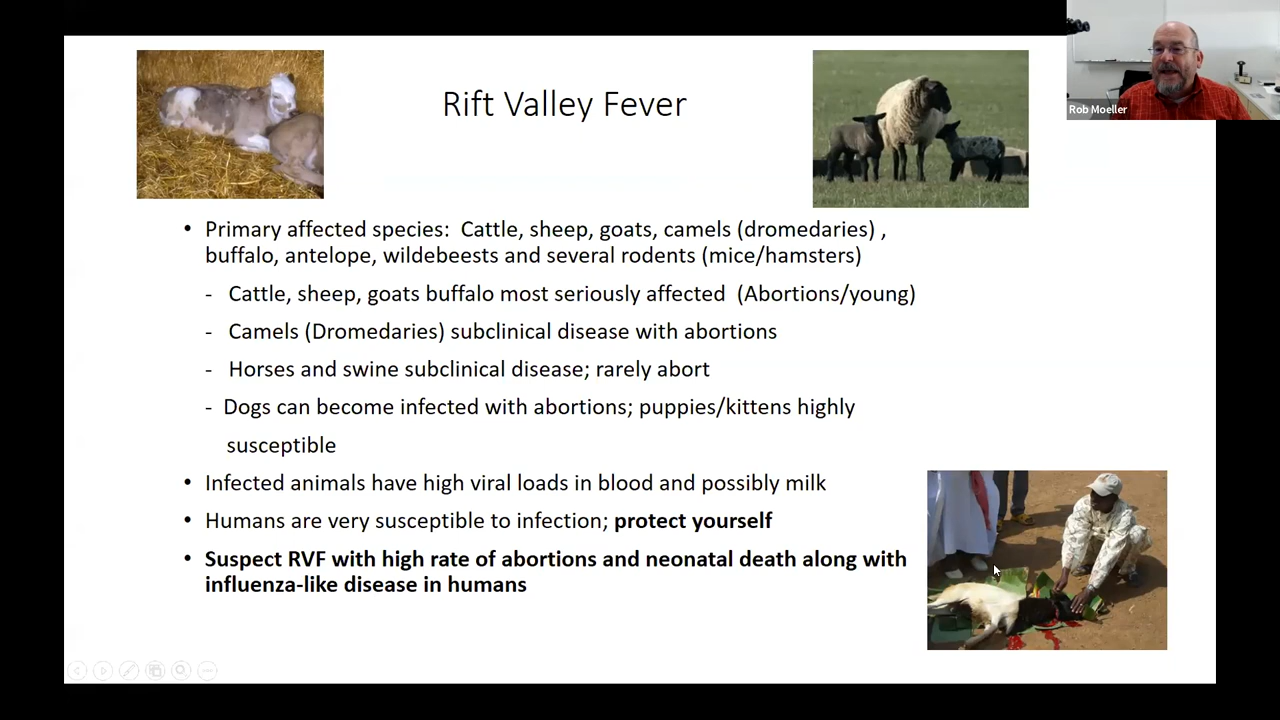 Rift Valley Fever
Rob Moeller
• Primary affected species:  Cattle, sheep, goats, camels (dromedaries) ,
buffalo, antelope, wildebeests and several rodents (mice/hamsters)
- Cattle, sheep, goats buffalo most seriously affected  (Abortions/young)
- Camels (Dromedaries) subclinical disease with abortions
- Horses and swine subclinical disease; rarely abort
- Dogs can become infected with abortions; puppies/kittens highly
susceptible
• Infected animals have high viral loads in blood and possibly milk
• Humans are very susceptible to infection; protect yourself
• Suspect RVF with high rate of abortions and neonatal death along with
influenza-like disease in humans